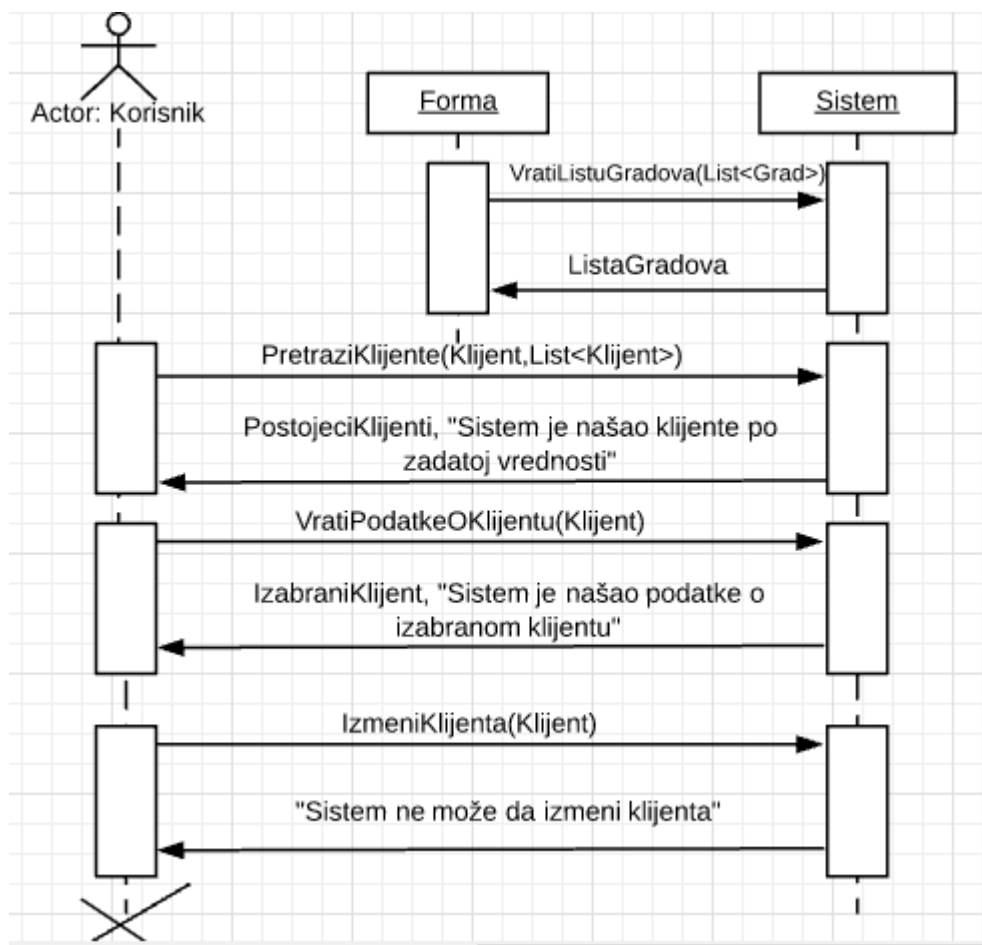 Actor: Korisnik
Forma
Sistem
VratiListuGradova(List<Grad>)
ListaGradova
PretraziKlijente(Klijent,List<Klijent>)
PostojeciKlijenti, "Sistem je našao klijente po
zadatoj vrednosti"
VratiPodatkeOKlijentu(Klijent)
IzabraniKlijent, "Sistem je našao podatke o
izabranom klijentu"
IzmeniKlijenta(Klijent)
"Sistem ne može da izmeni klijenta"